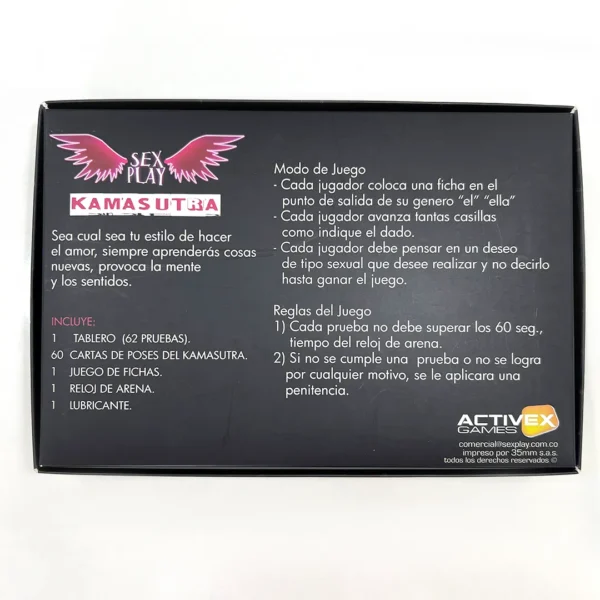 SEX
PLAY
KAMASUTRA
Sea cual sea tu estilo de hacer
el amor, siempre aprenderás cosas
nuevas, provoca la mente
y los sentidos.
INCLUYE:
1 TABLERO (62 PRUEBAS).
60 CARTAS DE POSES DEL KAMASUTRA.
1 JUEGO DE FICHAS.
1 RELOJ DE ARENA.
1 LUBRICANTE.
Modo de Juego
- Cada jugador coloca una ficha en el
punto de salida de su genero "el" "ella"
- Cada jugador avanza tantas casillas
como indique el dado.
- Cada jugador debe pensar en un deseo
de tipo sexual que desee realizar y no decirlo
hasta ganar el juego.
Reglas del Juego
1) Cada prueba no debe superar los 60 seg.,
tiempo del reloj de arena.
2) Si no se cumple una prueba o no se logra
por cualquier motivo, se le aplicara una
penitencia.
ACTIVEX
GAMES
comercial@sexplay.com.co
impreso por 35mm s.a.s.
todos los derechos reservados ©